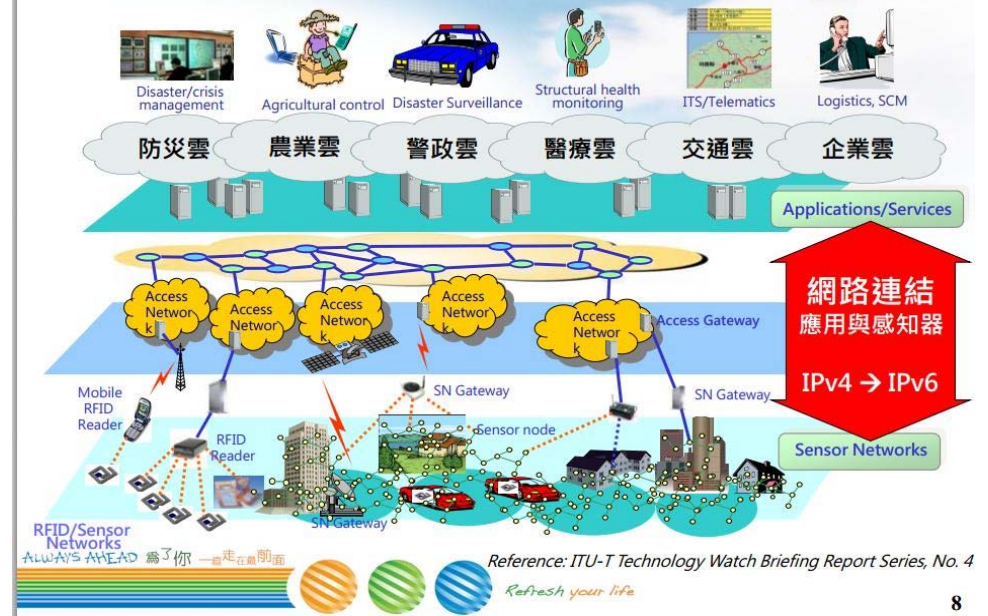 Disaster/crisis
management
Agricultural control
Disaster Surveillance
Structural health
monitoring
ITS/Telematics
Logistics, SCM
防災雲
農業雲
警政雲
醫療雲
交通雲
企業雲
Applications/Services
Access
Networ
k
Access
Networ
k
Access
Networ
k
Access
Networ
k
Access
Networ
k
Access Gateway
網路連結
應用與感知器
IPv4 → IPv6
Mobile
RFID
Reader
RFID
Reader
SN Gateway
Sensor node
SN Gateway
SN Gateway
Sensor Networks
RFID/Sensor
Networks
ALWAYS AHEAD 為了你 一直走在最前面
Reference: ITU-T Technology Watch Briefing Report Series, No. 4
Refresh your life
8